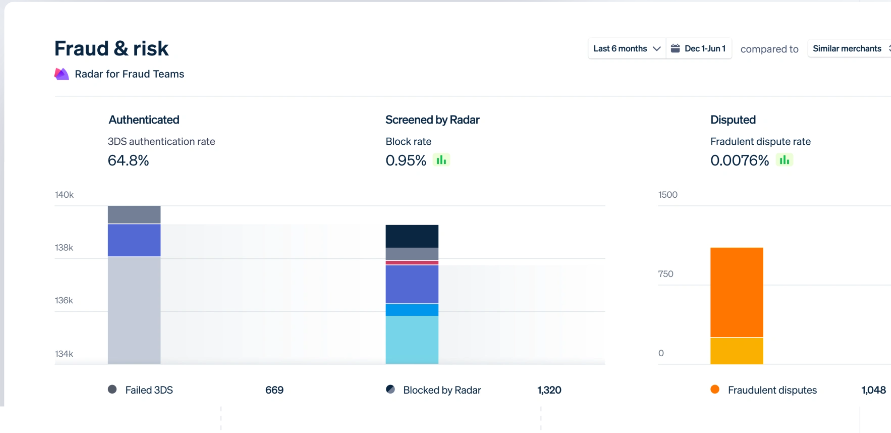 Fraud & risk
Last 6 months
Dec 1-Jun 1
compared to
Similar merchants
Radar for Fraud Teams
Authenticated
3DS authentication rate
64.8%
Screened by Radar
Block rate
0.95%
Disputed
Fradulent dispute rate
0.0076%
140k
138k
136k
134k
1500
750
0
Failed 3DS 669
Blocked by Radar 1,320
Fraudulent disputes 1,048